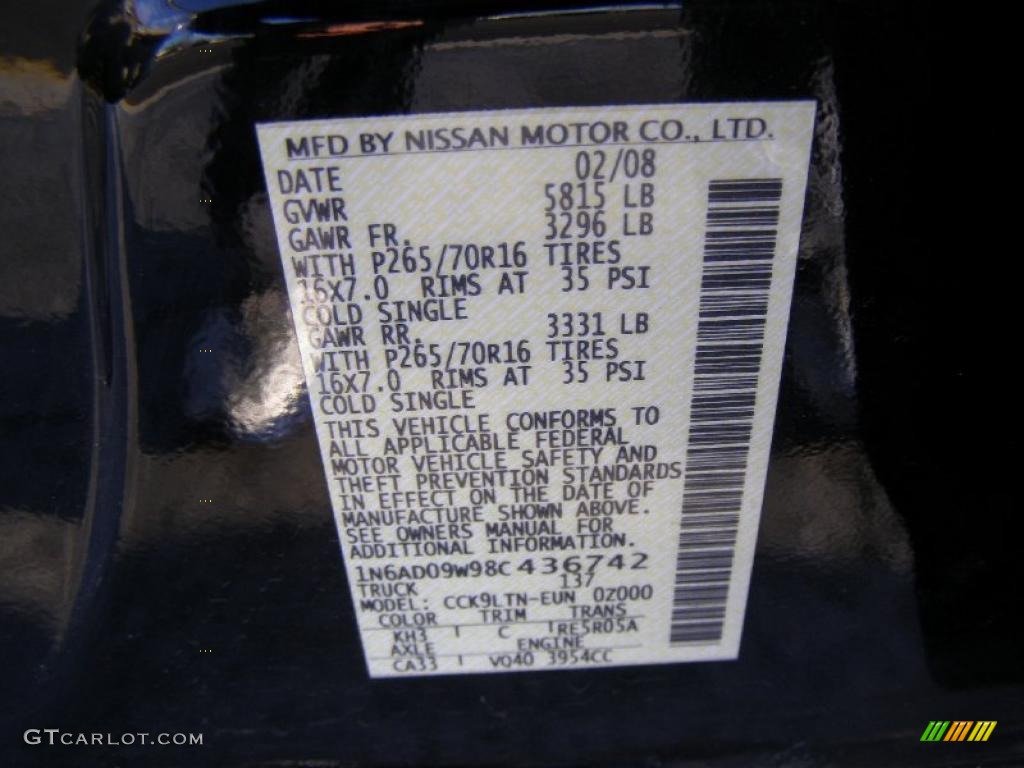 MFD BY NISSAN MOTOR CO., LTD.
DATE 02/08
GVWR 5815 LB
GAWR FR. 3296 LB
WITH P265/70R16 TIRES
16X7.0 RIMS AT 35 PSI
COLD SINGLE
GAWR RR. 3331 LB
WITH P265/70R16 TIRES
16X7.0 RIMS AT 35 PSI
COLD SINGLE
THIS VEHICLE CONFORMS TO
ALL APPLICABLE FEDERAL
MOTOR VEHICLE SAFETY AND
THEFT PREVENTION STANDARDS
IN EFFECT ON THE DATE OF
MANUFACTURE SHOWN ABOVE.
SEE OWNERS MANUAL FOR
ADDITIONAL INFORMATION.
1N6AD09W98C436742
TRUCK 137
MODEL: CCK9LTN-EUN 0Z000
COLOR TRIM TRANS
KH3 C RE5R05A
AXLE ENGINE
CA33 VQ40 3954CC
GTCARLOT.COM